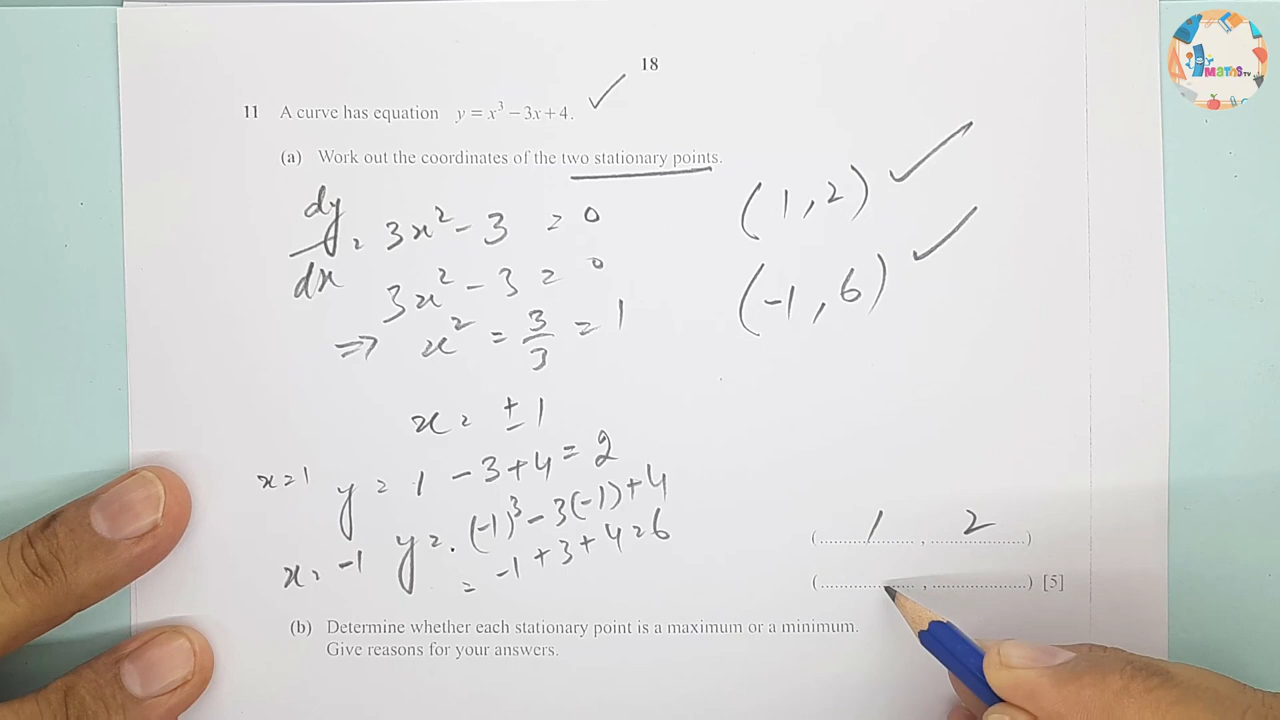 18
11 A curve has equation y = x³ − 3x + 4.
(a) Work out the coordinates of the two stationary points.
dy/dx = 3x² − 3 = 0
3x² − 3 = 0
⇒ x² = 3/3 = 1
x = ± 1
x = 1 y = 1 − 3 + 4 = 2
x = −1 y = (−1)³ − 3(−1) + 4
= −1 + 3 + 4 = 6
(1, 2)
(−1, 6)
(....1...., ....2....)
(...................., ....................) [5]
(b) Determine whether each stationary point is a maximum or a minimum.
Give reasons for your answers.
MATHS TV